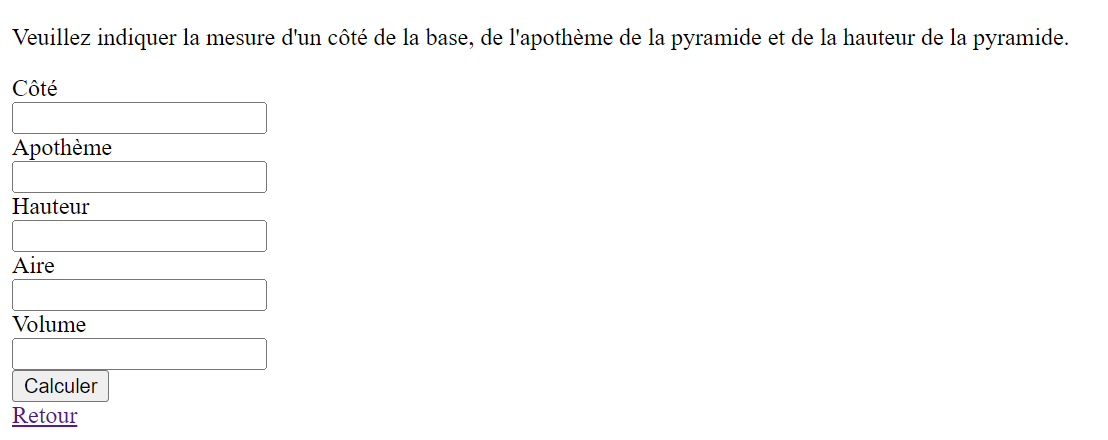 Veuillez indiquer la mesure d'un côté de la base, de l'apothème de la pyramide et de la hauteur de la pyramide.
Côté
Apothème
Hauteur
Aire
Volume
Calculer
Retour